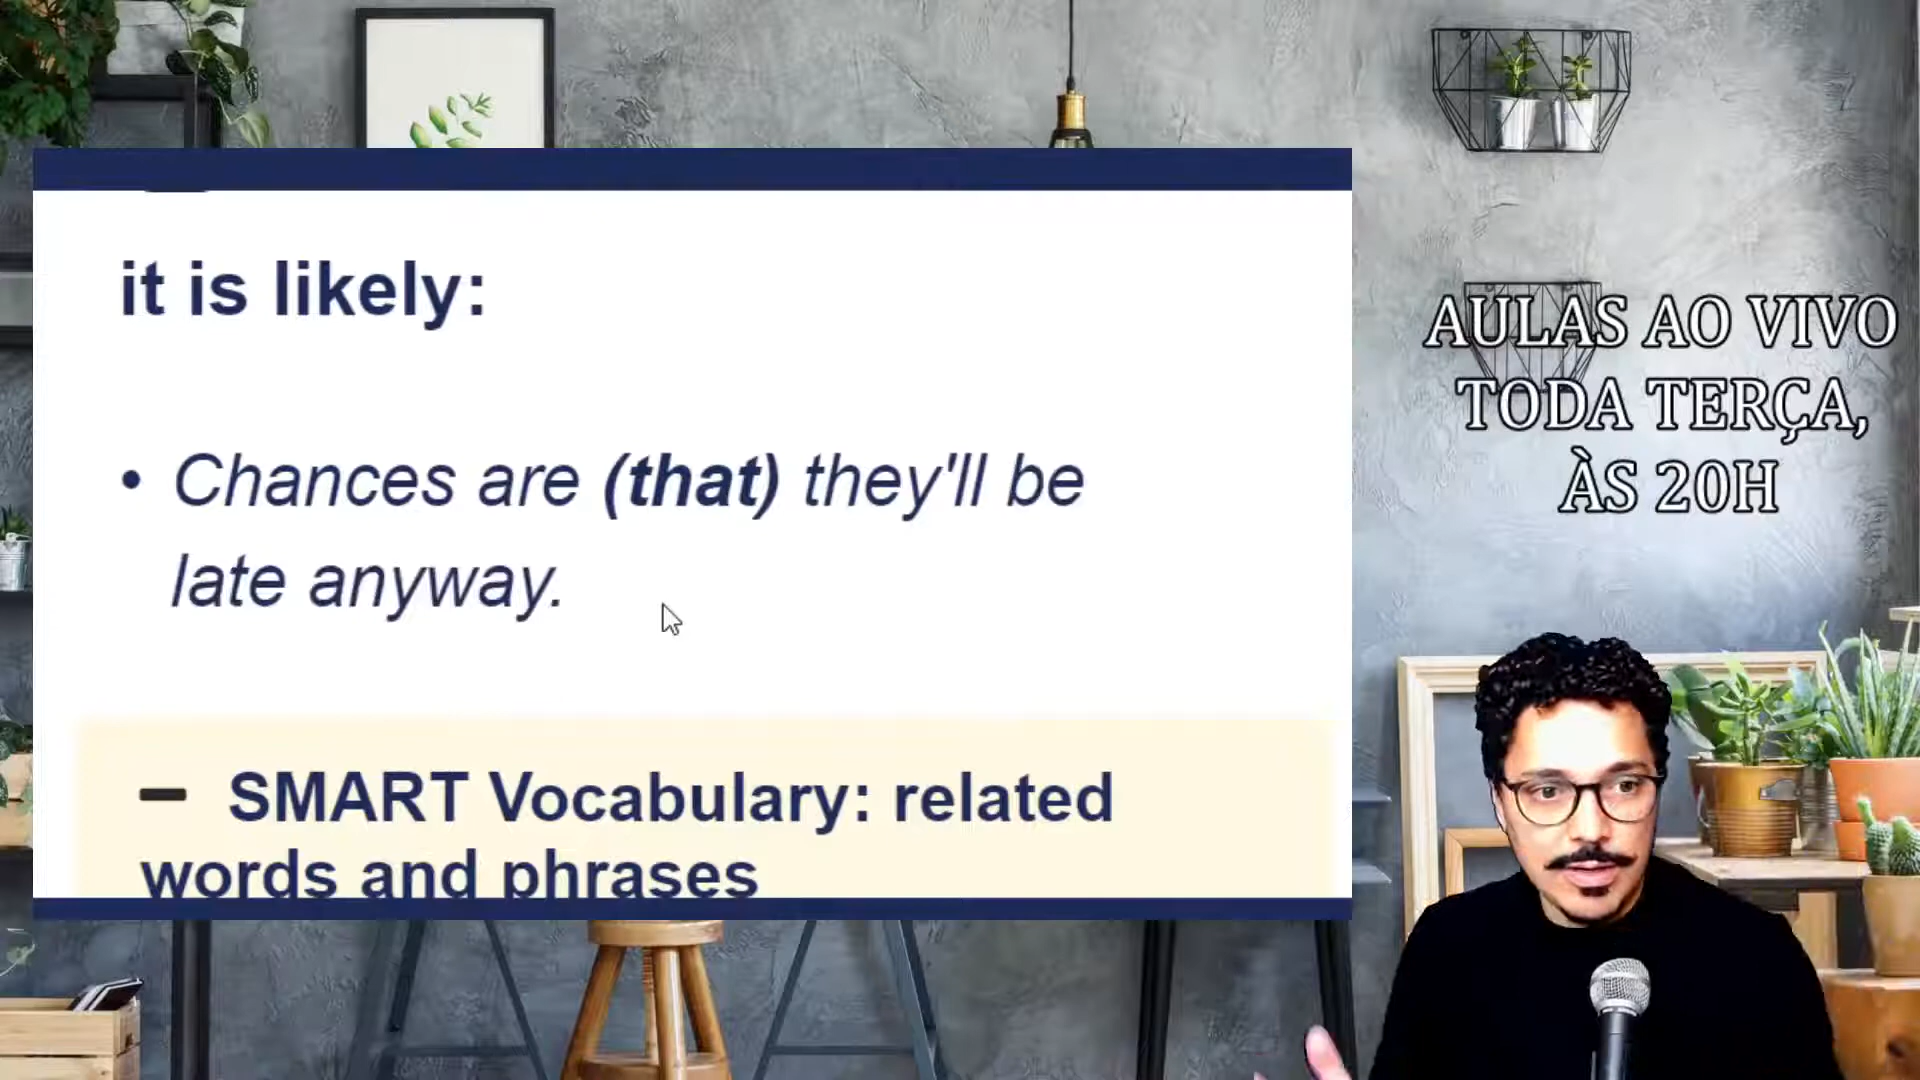 it is likely:
• Chances are (that) they'll be
late anyway.
– SMART Vocabulary: related
words and phrases
AULAS AO VIVO
TODA TERÇA,
ÀS 20H